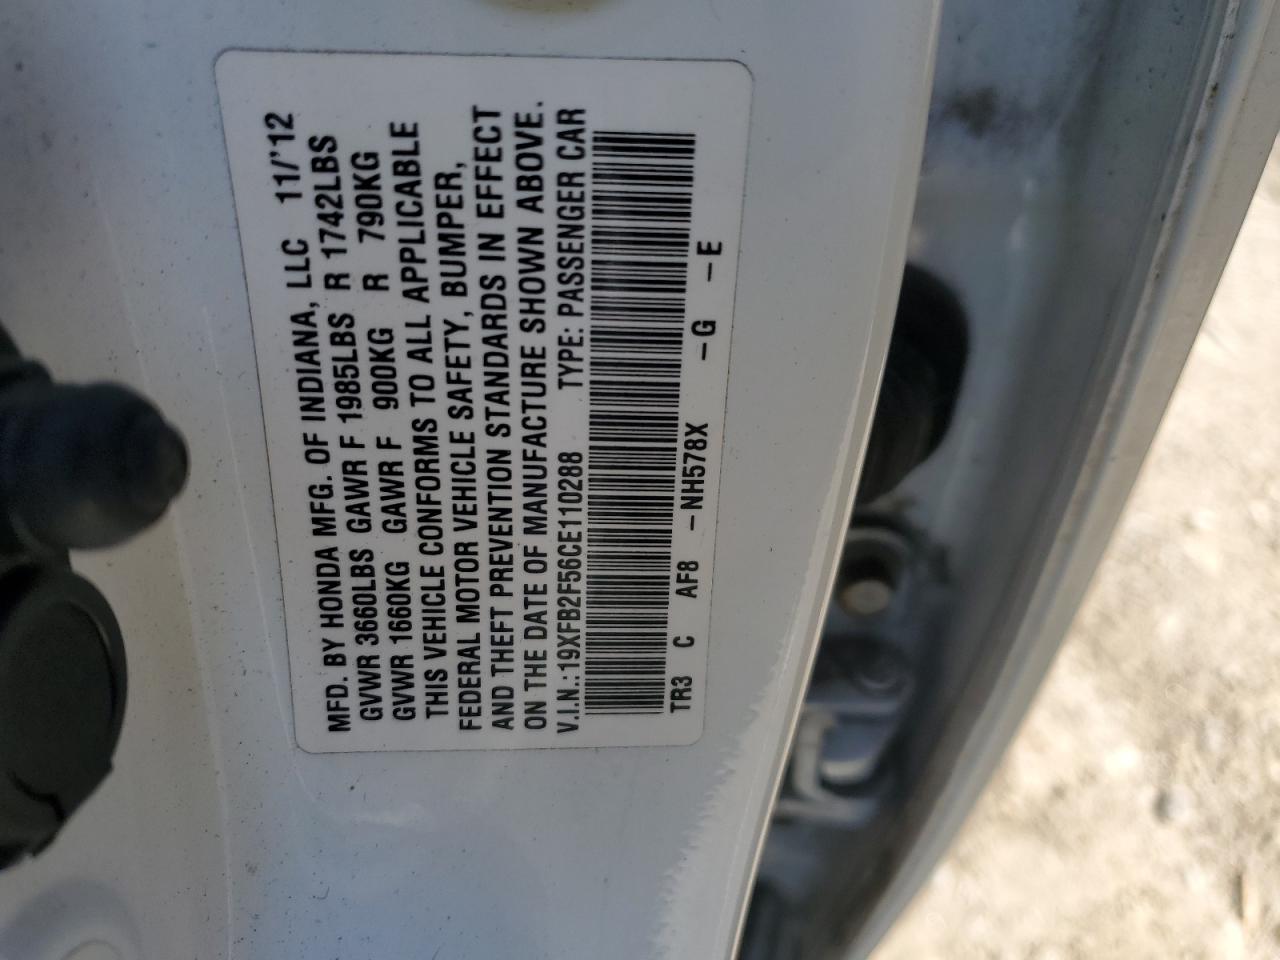 MFD. BY HONDA MFG. OF INDIANA, LLC 11/'12
GVWR 3660LBS GAWR F 1985LBS R 1742LBS
GVWR 1660KG GAWR F 900KG R 790KG
THIS VEHICLE CONFORMS TO ALL APPLICABLE
FEDERAL MOTOR VEHICLE SAFETY, BUMPER,
AND THEFT PREVENTION STANDARDS IN EFFECT
ON THE DATE OF MANUFACTURE SHOWN ABOVE.
V.I.N.:19XFB2F56CE110288 TYPE: PASSENGER CAR
TR3 C AF8 -NH578X -G -E